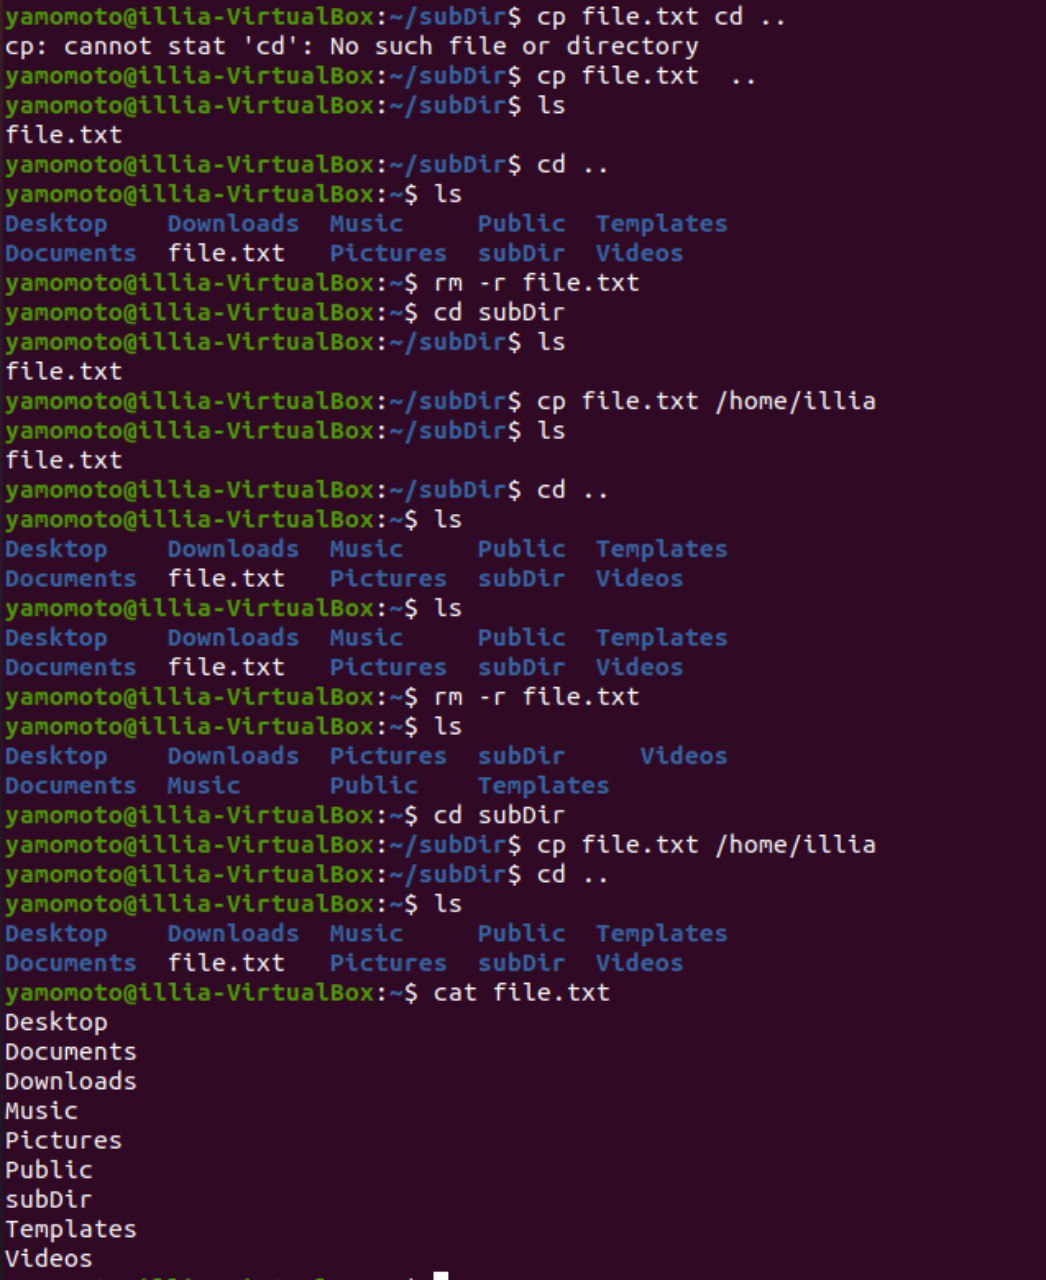 yamomoto@illia-VirtualBox:~/subDir$ cp file.txt cd ..
cp: cannot stat 'cd': No such file or directory
yamomoto@illia-VirtualBox:~/subDir$ cp file.txt  ..
yamomoto@illia-VirtualBox:~/subDir$ ls
file.txt
yamomoto@illia-VirtualBox:~/subDir$ cd ..
yamomoto@illia-VirtualBox:~$ ls
Desktop    Downloads  Music     Public  Templates
Documents  file.txt   Pictures  subDir  Videos
yamomoto@illia-VirtualBox:~$ rm -r file.txt
yamomoto@illia-VirtualBox:~$ cd subDir
yamomoto@illia-VirtualBox:~/subDir$ ls
file.txt
yamomoto@illia-VirtualBox:~/subDir$ cp file.txt /home/illia
yamomoto@illia-VirtualBox:~/subDir$ ls
file.txt
yamomoto@illia-VirtualBox:~/subDir$ cd ..
yamomoto@illia-VirtualBox:~$ ls
Desktop    Downloads  Music     Public  Templates
Documents  file.txt   Pictures  subDir  Videos
yamomoto@illia-VirtualBox:~$ ls
Desktop    Downloads  Music     Public  Templates
Documents  file.txt   Pictures  subDir  Videos
yamomoto@illia-VirtualBox:~$ rm -r file.txt
yamomoto@illia-VirtualBox:~$ ls
Desktop    Downloads  Pictures  subDir     Videos
Documents  Music      Public    Templates
yamomoto@illia-VirtualBox:~$ cd subDir
yamomoto@illia-VirtualBox:~/subDir$ cp file.txt /home/illia
yamomoto@illia-VirtualBox:~/subDir$ cd ..
yamomoto@illia-VirtualBox:~$ ls
Desktop    Downloads  Music     Public  Templates
Documents  file.txt   Pictures  subDir  Videos
yamomoto@illia-VirtualBox:~$ cat file.txt
Desktop
Documents
Downloads
Music
Pictures
Public
subDir
Templates
Videos